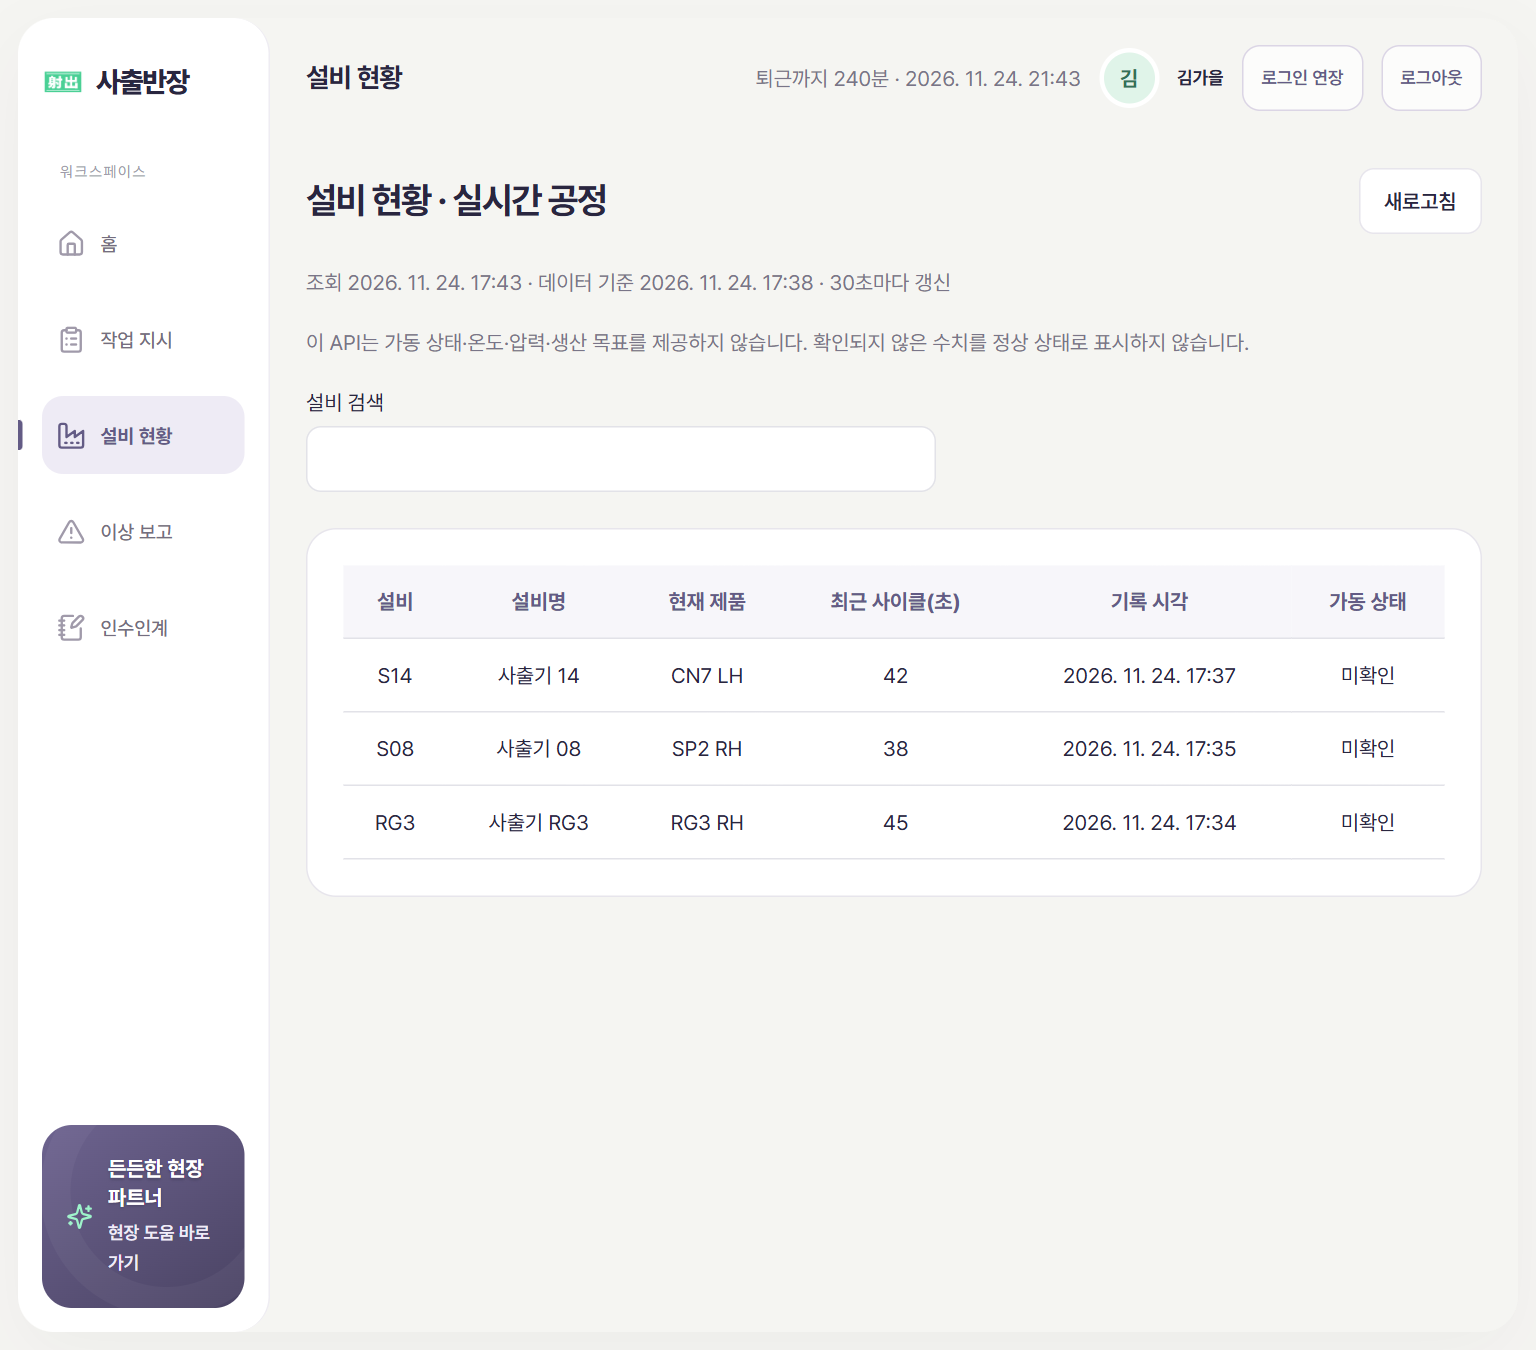 射出 사출반장
워크스페이스
홈
작업 지시
설비 현황
이상 보고
인수인계
든든한 현장
파트너
현장 도움 바로
가기
설비 현황
퇴근까지 240분 · 2026. 11. 24. 21:43
김
김가을
로그인 연장
로그아웃
설비 현황 · 실시간 공정
새로고침
조회 2026. 11. 24. 17:43 · 데이터 기준 2026. 11. 24. 17:38 · 30초마다 갱신
이 API는 가동 상태·온도·압력·생산 목표를 제공하지 않습니다. 확인되지 않은 수치를 정상 상태로 표시하지 않습니다.
설비 검색
설비 설비명 현재 제품 최근 사이클(초) 기록 시각 가동 상태
S14 사출기 14 CN7 LH 42 2026. 11. 24. 17:37 미확인
S08 사출기 08 SP2 RH 38 2026. 11. 24. 17:35 미확인
RG3 사출기 RG3 RG3 RH 45 2026. 11. 24. 17:34 미확인